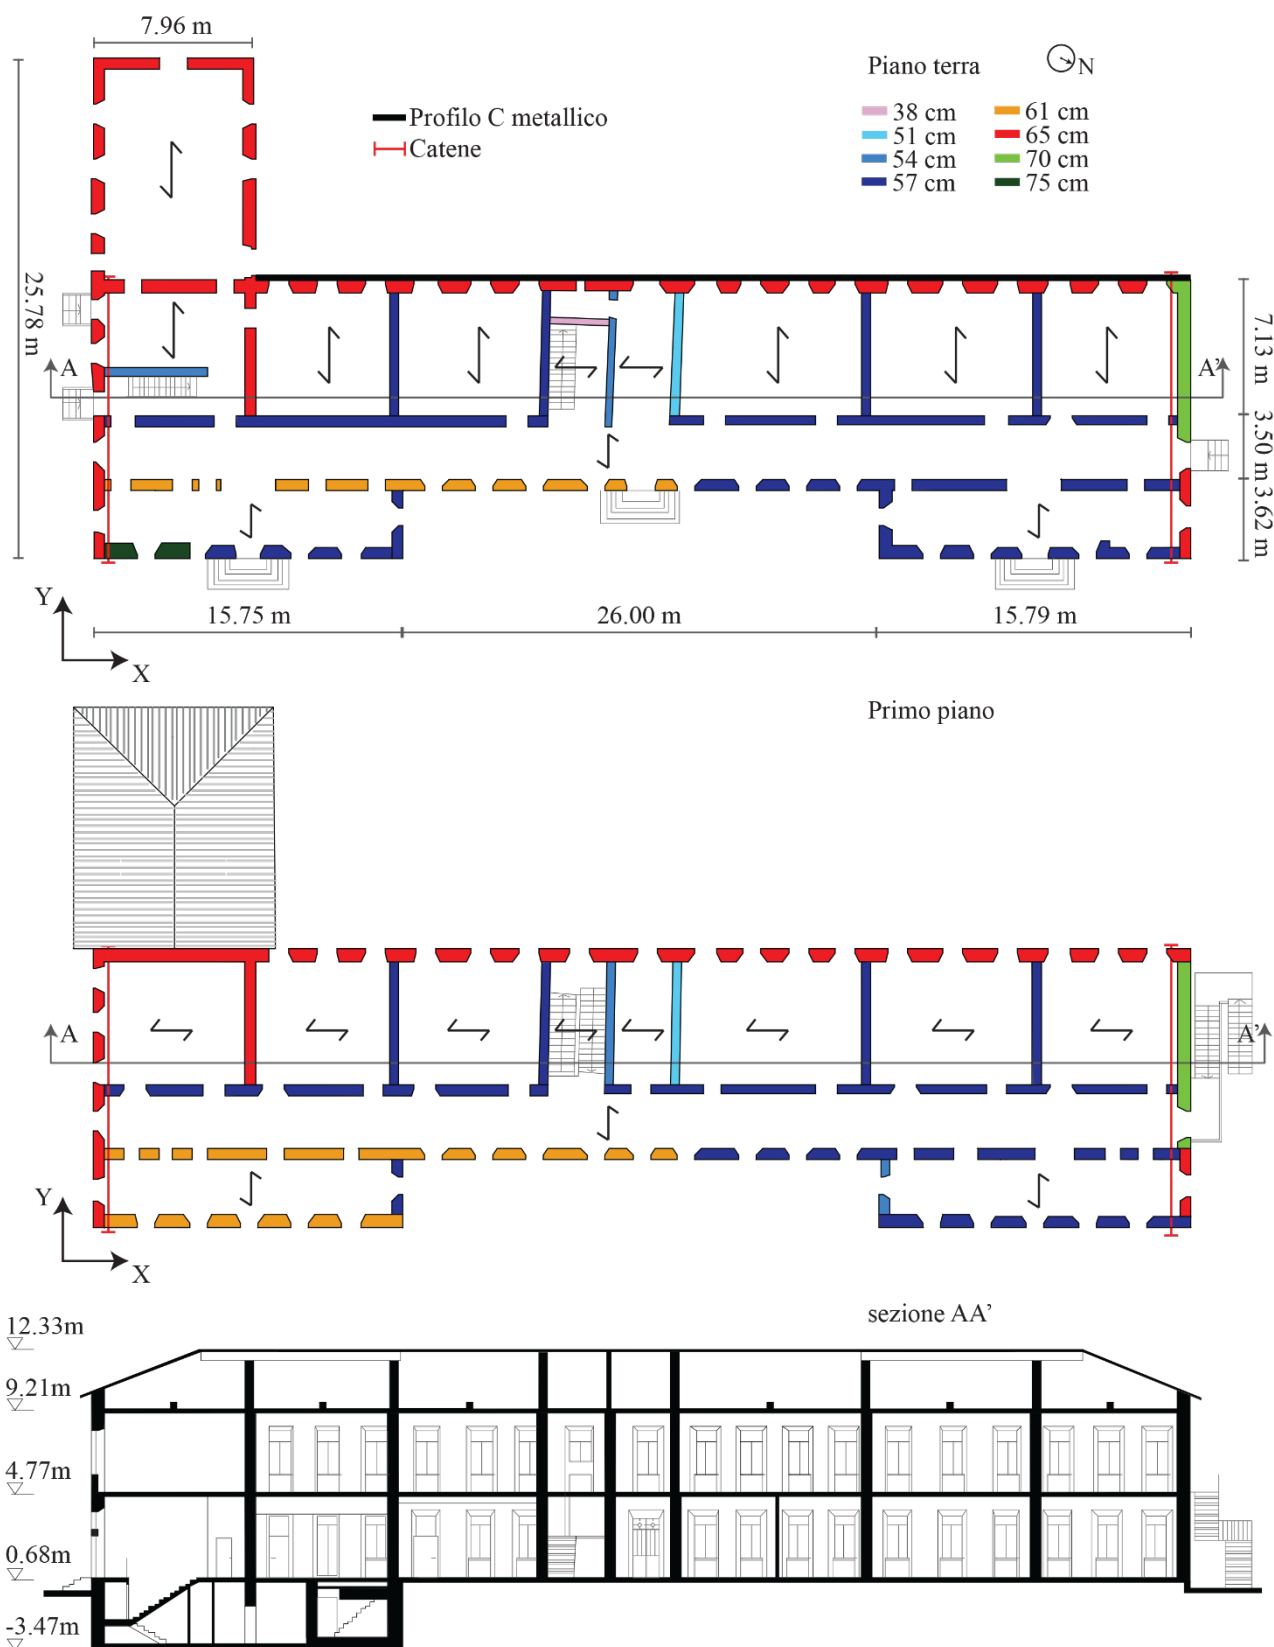 7.96 m
Piano terra
N
Profilo C metallico
Catene
38 cm
51 cm
54 cm
57 cm
61 cm
65 cm
70 cm
75 cm
25.78 m
A
A'
7.13 m
3.50 m
3.62 m
Y
X
15.75 m
26.00 m
15.79 m
Primo piano
A
A'
Y
X
sezione AA'
12.33m
9.21m
4.77m
0.68m
-3.47m